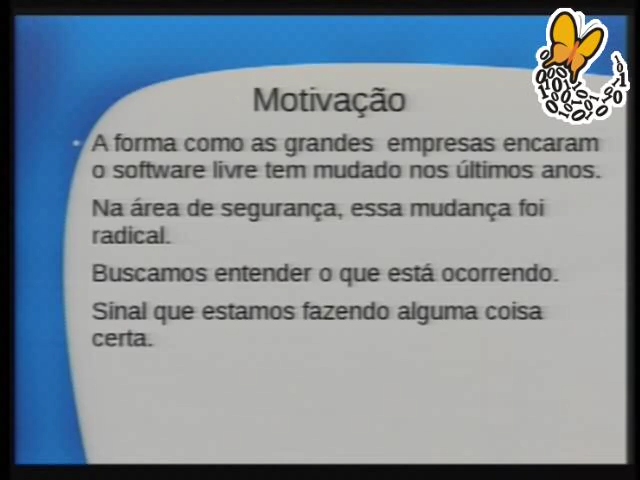 Motivação
• A forma como as grandes empresas encaram
o software livre tem mudado nos últimos anos.
Na área de segurança, essa mudança foi
radical.
Buscamos entender o que está ocorrendo.
Sinal que estamos fazendo alguma coisa
certa.